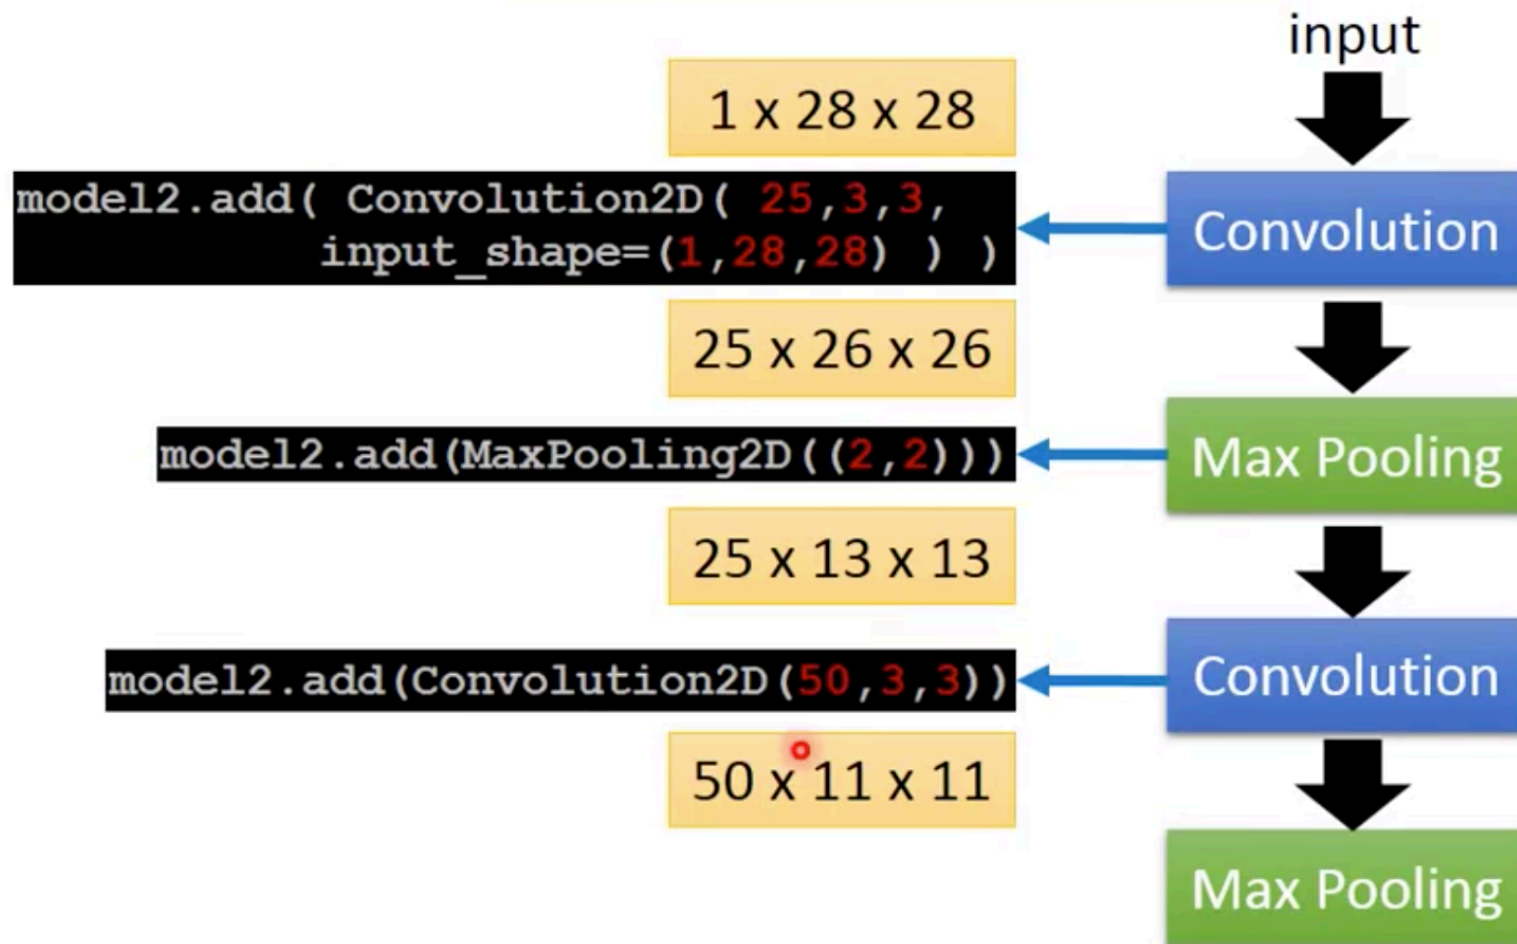 input
1 x 28 x 28
model2.add( Convolution2D( 25,3,3,
input_shape=(1,28,28) ) )
Convolution
25 x 26 x 26
model2.add(MaxPooling2D((2,2)))
Max Pooling
25 x 13 x 13
model2.add(Convolution2D(50,3,3))
Convolution
50 x 11 x 11
Max Pooling